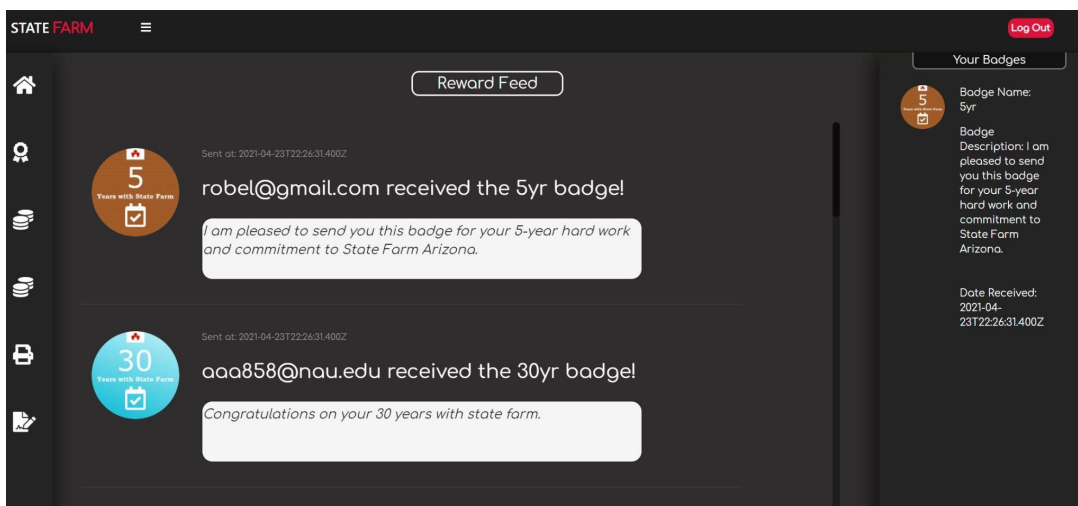 STATE FARM
Log Out
Reward Feed
5
Years with State Farm
Sent at: 2021-04-23T22:26:31.400Z
robel@gmail.com received the 5yr badge!
I am pleased to send you this badge for your 5-year hard work
and commitment to State Farm Arizona.
30
Years with State Farm
Sent at: 2021-04-23T22:26:31.400Z
aaa858@nau.edu received the 30yr badge!
Congratulations on your 30 years with state farm.
Your Badges
5
Years with State Farm
Badge Name:
5yr
Badge
Description: I am
pleased to send
you this badge
for your 5-year
hard work and
commitment to
State Farm
Arizona.
Date Received:
2021-04-
23T22:26:31.400Z